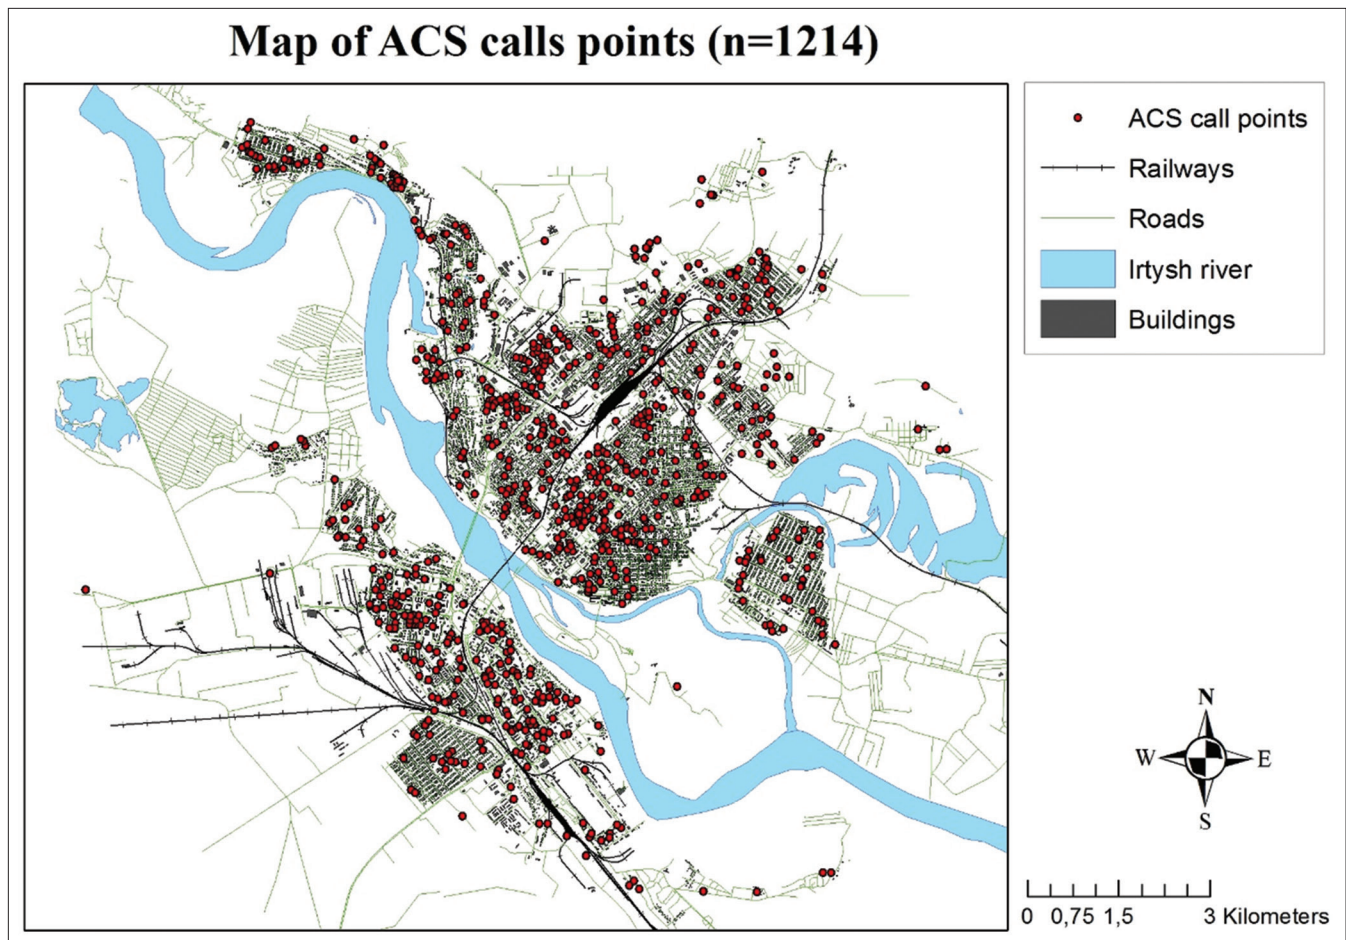 Map of ACS calls points (n=1214)
ACS call points
Railways
Roads
Irtysh river
Buildings
N
W E
S
0 0,75 1,5 3 Kilometers